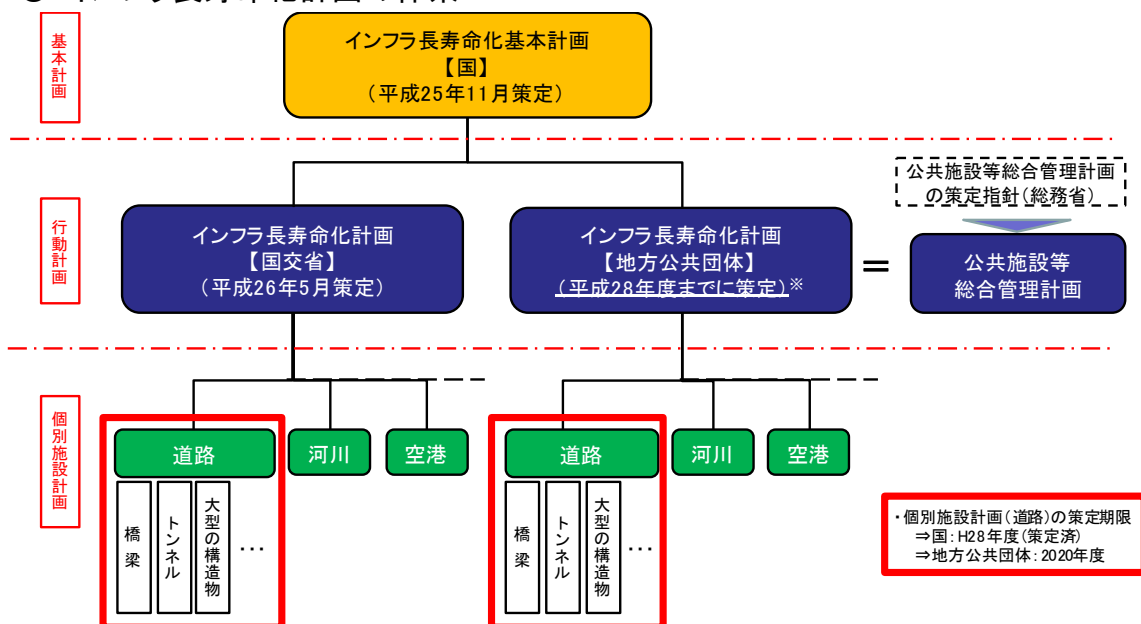 基本計画
インフラ長寿命化基本計画
【国】
(平成25年11月策定)
行動計画
インフラ長寿命化計画
【国交省】
(平成26年5月策定)
インフラ長寿命化計画
【地方公共団体】
(平成28年度までに策定)※
=
公共施設等総合管理計画
の策定指針(総務省)
公共施設等
総合管理計画
個別施設計画
道路
河川
空港
橋梁
トンネル
大型の構造物
…
道路
河川
空港
橋梁
トンネル
大型の構造物
…
・個別施設計画(道路)の策定期限
⇒国:H28年度(策定済)
⇒地方公共団体:2020年度